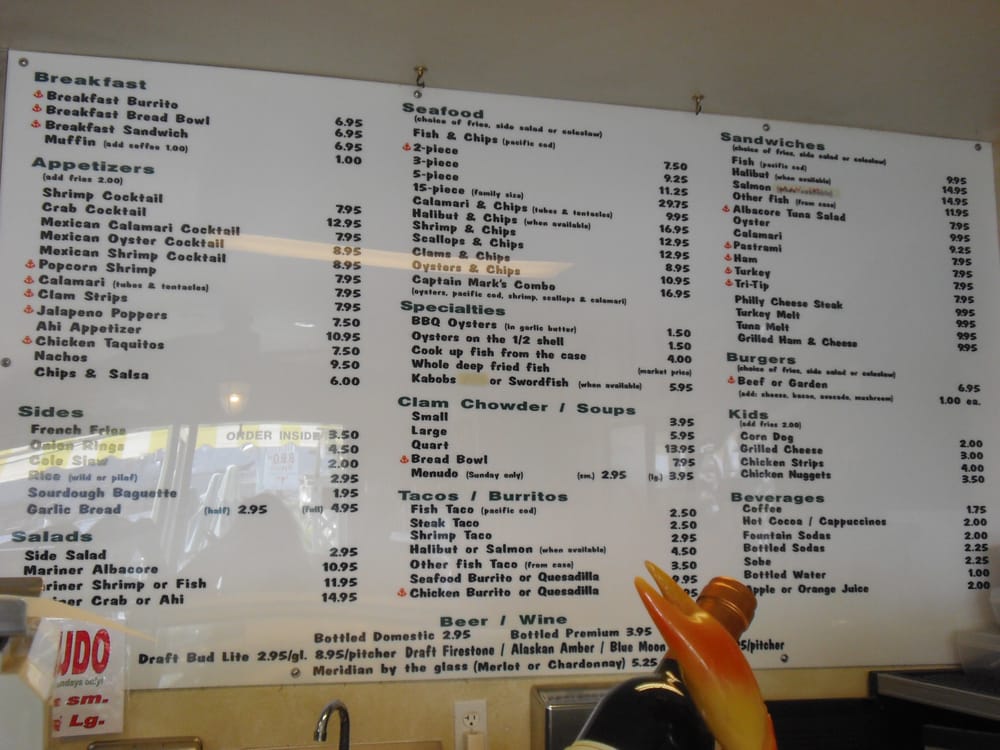 Breakfast
Breakfast Burrito 6.95
Breakfast Bread Bowl 6.95
Breakfast Sandwich 6.95
Muffin (add coffee 1.00) 1.00
Appetizers
(add fries 2.00)
Shrimp Cocktail 7.95
Crab Cocktail 12.95
Mexican Calamari Cocktail 7.95
Mexican Oyster Cocktail 8.95
Mexican Shrimp Cocktail 8.95
Popcorn Shrimp 7.95
Calamari (tubes & tentacles) 7.95
Clam Strips 7.95
Jalapeno Poppers 7.50
Ahi Appetizer 10.95
Chicken Taquitos 7.50
Nachos 9.50
Chips & Salsa 6.00
Sides
French Fries 3.50
Onion Rings 4.50
Cole Slaw 2.00
Rice (wild or pilaf) 2.95
Sourdough Baguette 1.95
Garlic Bread (half) 2.95 (full) 4.95
Salads
Side Salad 2.95
Mariner Albacore 10.95
Mariner Shrimp or Fish 11.95
Crab or Ahi 14.95
Seafood
(choice of fries, side salad or coleslaw)
Fish & Chips (pacific cod)
2-piece 7.50
3-piece 9.25
5-piece 11.25
15-piece (family size) 29.75
Calamari & Chips (tubes & tentacles) 9.95
Halibut & Chips (when available) 16.95
Shrimp & Chips 12.95
Scallops & Chips 12.95
Clams & Chips 8.95
Oysters & Chips 10.95
Captain Mark's Combo 16.95
(oysters, pacific cod, shrimp, scallops & calamari)
Specialties
BBQ Oysters (in garlic butter) 1.50
Oysters on the 1/2 shell 1.50
Cook up fish from the case 4.00
Whole deep fried fish (market price)
Kabobs or Swordfish (when available) 5.95
Clam Chowder / Soups
Small 3.95
Large 5.95
Quart 13.95
Bread Bowl 7.95
Menudo (Sunday only) (sm.) 2.95 (lg.) 3.95
Tacos / Burritos
Fish Taco (pacific cod) 2.50
Steak Taco 2.50
Shrimp Taco 2.95
Halibut or Salmon (when available) 4.50
Other fish Taco (from case) 3.50
Seafood Burrito or Quesadilla 9.95
Chicken Burrito or Quesadilla
Sandwiches
(choice of fries, side salad or coleslaw)
Fish (pacific cod) 9.95
Halibut (when available) 14.95
Salmon 14.95
Other fish (from case) 11.95
Albacore Tuna Salad 7.95
Oyster 9.95
Calamari 9.25
Pastrami 7.95
Ham 7.95
Turkey 7.95
Tri-Tip 7.95
Philly Cheese Steak 9.95
Turkey Melt 9.95
Tuna Melt 9.95
Grilled Ham & Cheese 9.95
Burgers
(choice of fries, side salad or coleslaw)
Beef or Garden 6.95
(add: cheese, bacon, avocado, mushroom) 1.00 ea.
Kids
(add fries 2.00)
Corn Dog 2.00
Grilled Cheese 3.00
Chicken Strips 4.00
Chicken Nuggets 3.50
Beverages
Coffee 1.75
Hot Cocoa / Cappuccinos 2.00
Fountain Sodas 2.00
Bottled Sodas 2.25
Sobe 2.25
Bottled Water 1.00
Apple or Orange Juice 2.00
Beer / Wine
Bottled Domestic 2.95 Bottled Premium 3.95
Draft Bud Lite 2.95/gl. 8.95/pitcher Draft Firestone / Alaskan Amber / Blue Moon /pitcher
Meridian by the glass (Merlot or Chardonnay) 5.25
ORDER INSIDE
UDO
ndays only!
sm.
Lg.